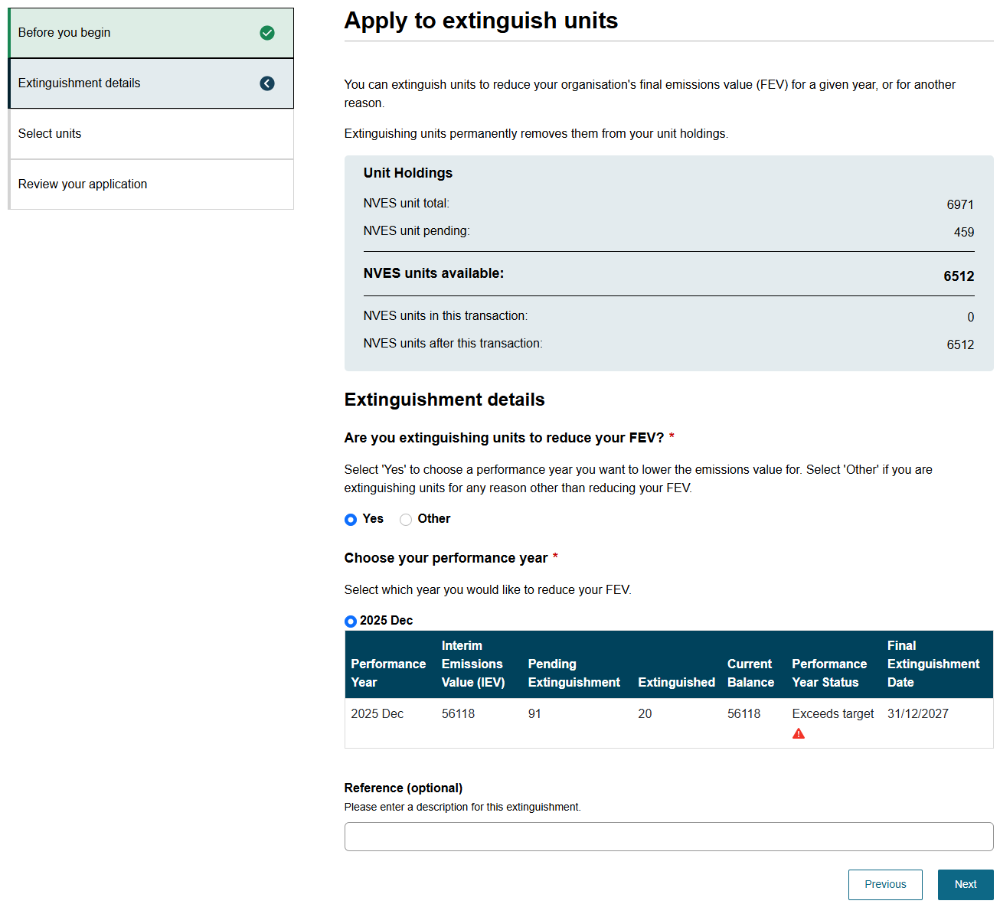 Before you begin
Extinguishment details
Select units
Review your application
Apply to extinguish units
You can extinguish units to reduce your organisation's final emissions value (FEV) for a given year, or for another
reason.
Extinguishing units permanently removes them from your unit holdings.
Unit Holdings
NVES unit total: 6971
NVES unit pending: 459
NVES units available: 6512
NVES units in this transaction: 0
NVES units after this transaction: 6512
Extinguishment details
Are you extinguishing units to reduce your FEV? *
Select 'Yes' to choose a performance year you want to lower the emissions value for. Select 'Other' if you are
extinguishing units for any reason other than reducing your FEV.
Yes Other
Choose your performance year *
Select which year you would like to reduce your FEV.
2025 Dec
Performance Year Interim Emissions Value (IEV) Pending Extinguishment Extinguished Current Balance Performance Year Status Final Extinguishment Date
2025 Dec 56118 91 20 56118 Exceeds target 31/12/2027
Reference (optional)
Please enter a description for this extinguishment.
Previous Next